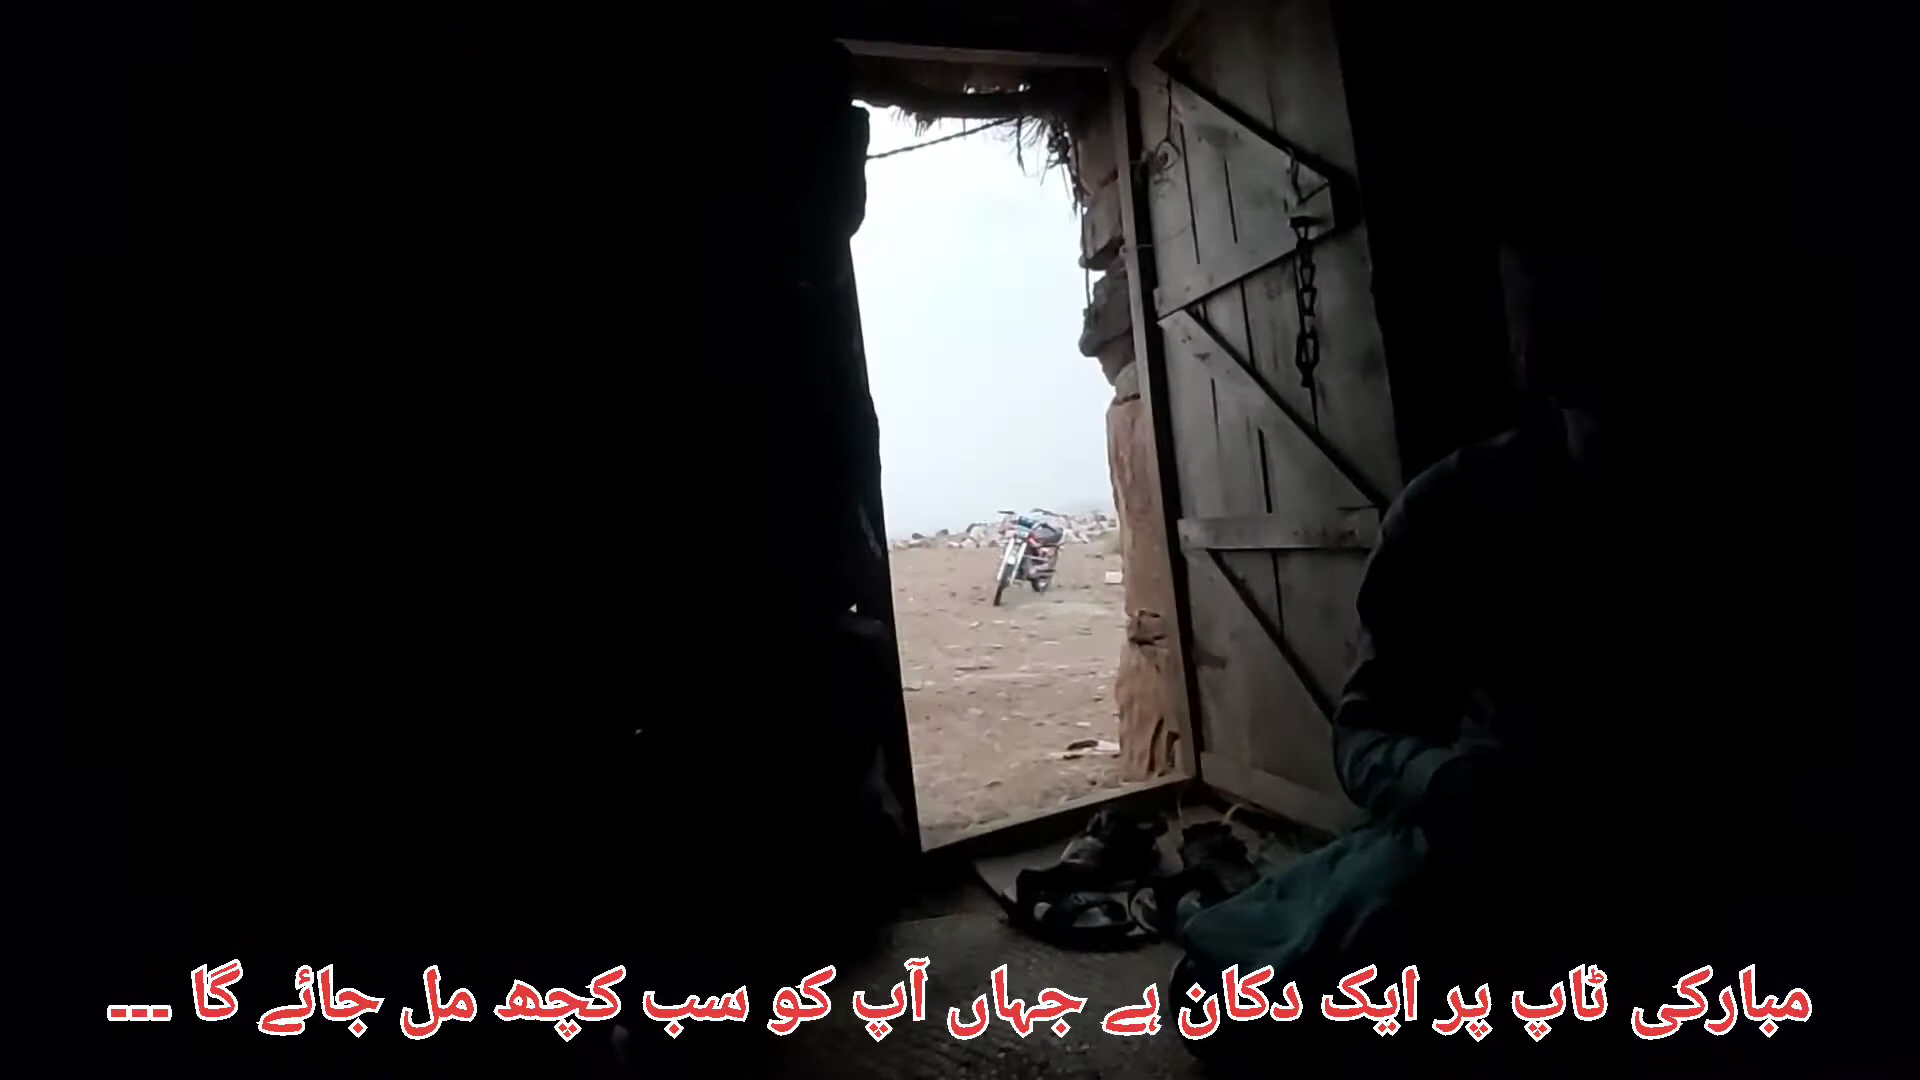 مبارکی ٹاپ پر ایک دکان ہے جہاں آپ کو سب کچھ مل جائے گا ---